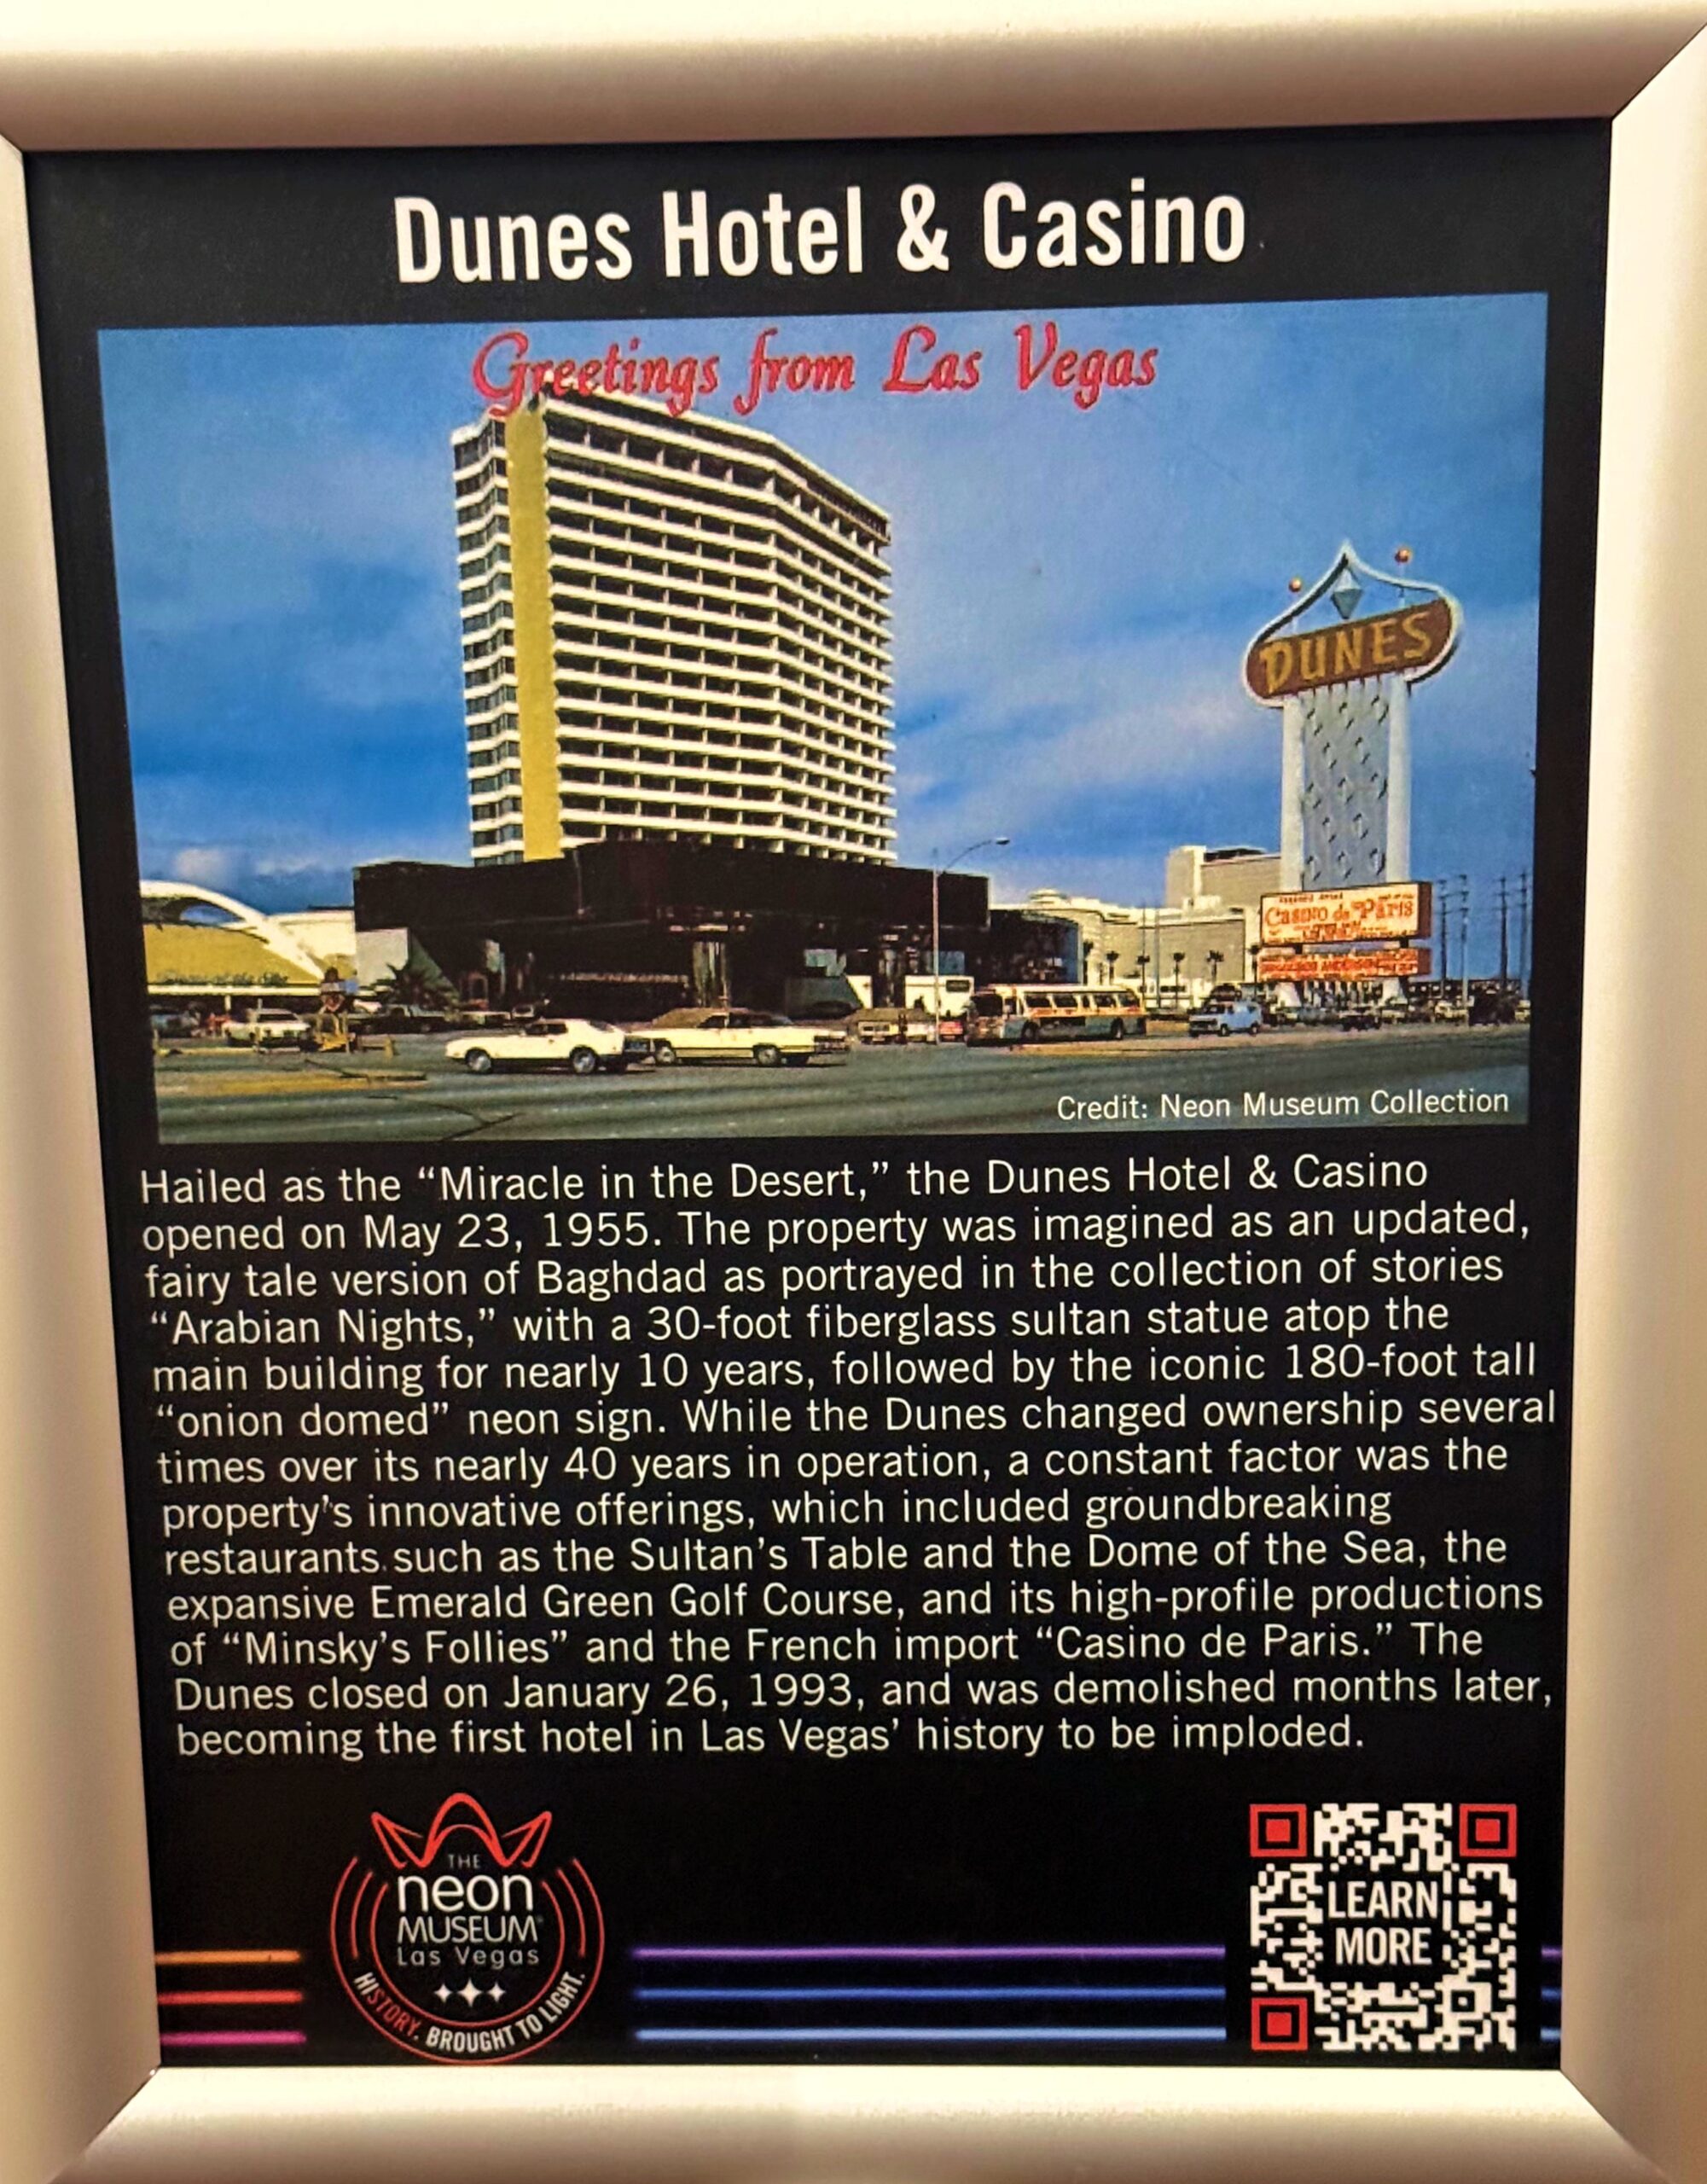 Dunes Hotel & Casino
Greetings from Las Vegas
DUNES
Casino de Paris
Credit: Neon Museum Collection
Hailed as the “Miracle in the Desert,” the Dunes Hotel & Casino
opened on May 23, 1955. The property was imagined as an updated,
fairy tale version of Baghdad as portrayed in the collection of stories
“Arabian Nights,” with a 30-foot fiberglass sultan statue atop the
main building for nearly 10 years, followed by the iconic 180-foot tall
“onion domed” neon sign. While the Dunes changed ownership several
times over its nearly 40 years in operation, a constant factor was the
property’s innovative offerings, which included groundbreaking
restaurants such as the Sultan’s Table and the Dome of the Sea, the
expansive Emerald Green Golf Course, and its high-profile productions
of “Minsky’s Follies” and the French import “Casino de Paris.” The
Dunes closed on January 26, 1993, and was demolished months later,
becoming the first hotel in Las Vegas’ history to be imploded.
THE
neon
MUSEUM
Las Vegas
HISTORY. BROUGHT TO LIGHT.
LEARN
MORE